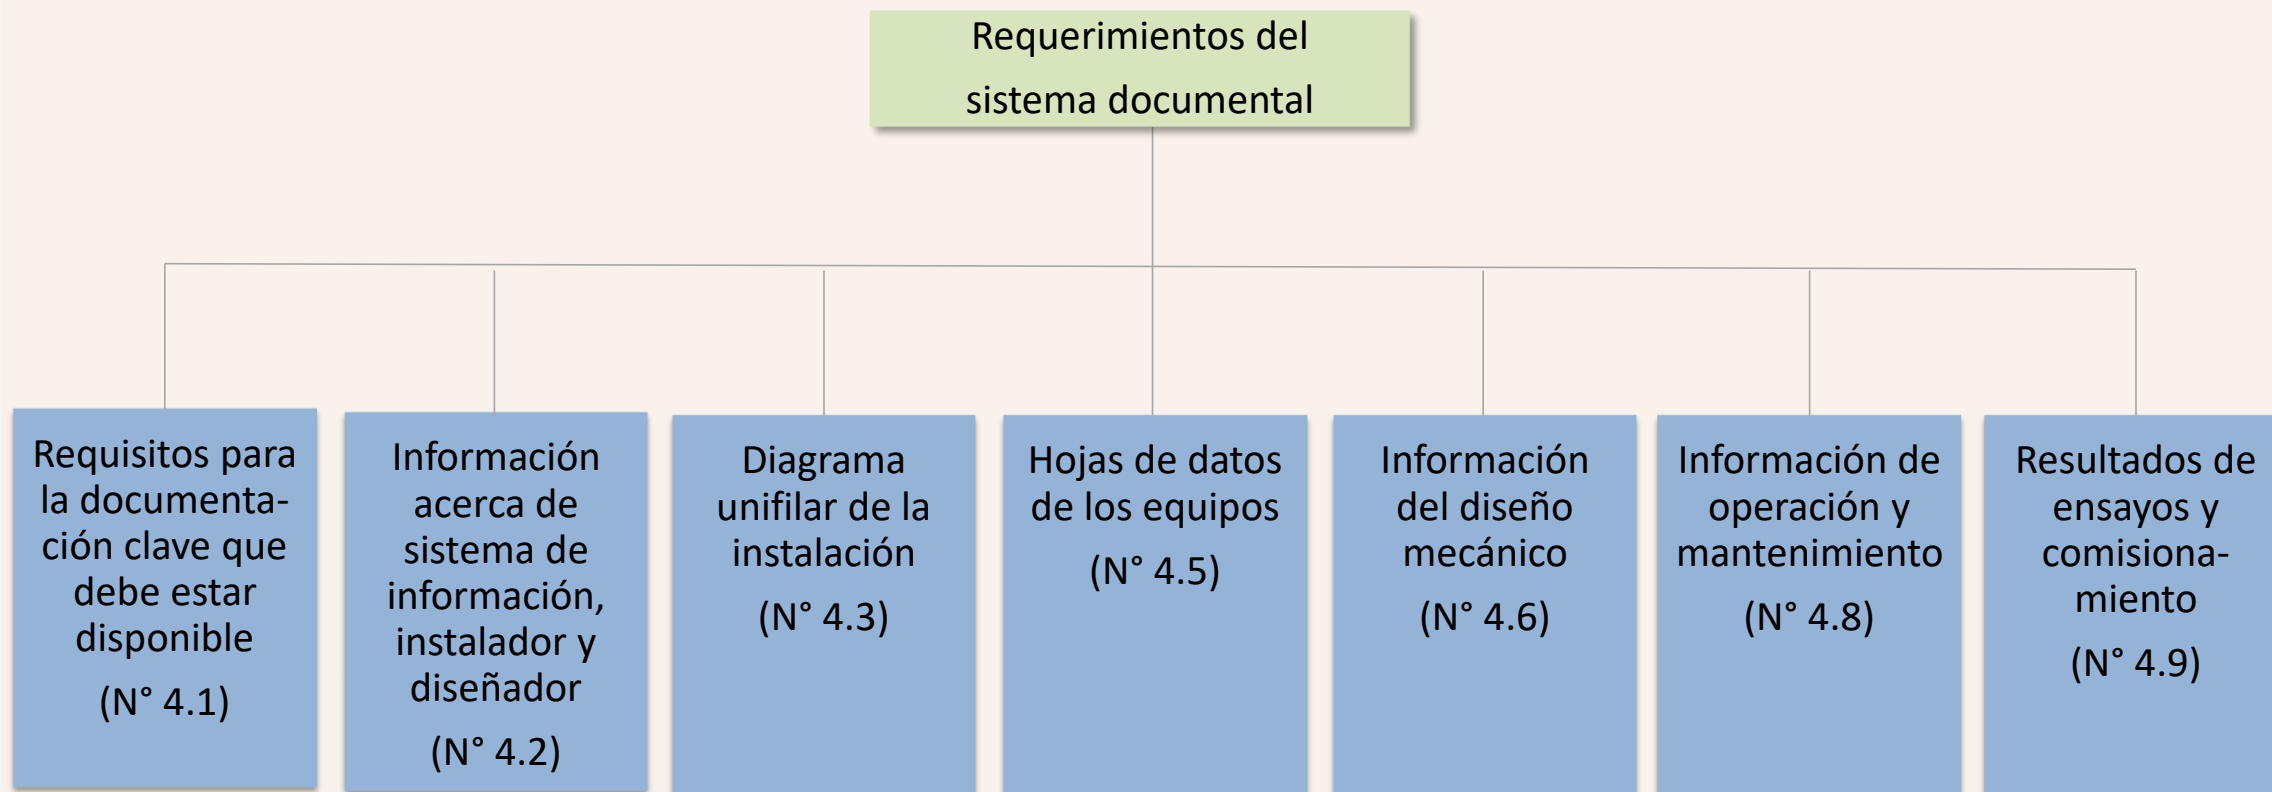 Requerimientos del
sistema documental
Requisitos para
la documenta-
ción clave que
debe estar
disponible
(N° 4.1)
Información
acerca de
sistema de
información,
instalador y
diseñador
(N° 4.2)
Diagrama
unifilar de la
instalación
(N° 4.3)
Hojas de datos
de los equipos
(N° 4.5)
Información
del diseño
mecánico
(N° 4.6)
Información de
operación y
mantenimiento
(N° 4.8)
Resultados de
ensayos y
comisiona-
miento
(N° 4.9)